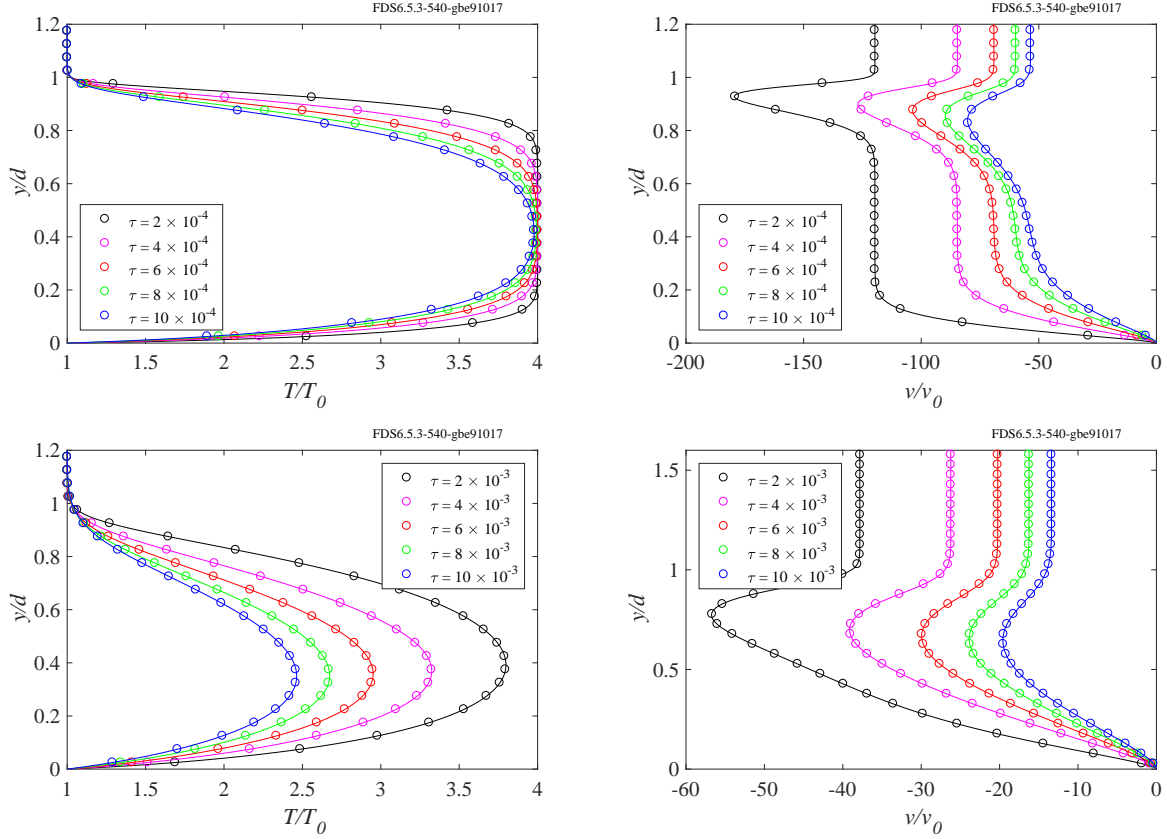 FDS6.5.3-540-gbe91017
1.2
1
0.8
0.6
0.4
0.2
0
y/d
τ = 2 × 10⁻⁴
τ = 4 × 10⁻⁴
τ = 6 × 10⁻⁴
τ = 8 × 10⁻⁴
τ = 10 × 10⁻⁴
1 1.5 2 2.5 3 3.5 4
T/T₀
FDS6.5.3-540-gbe91017
1.2
1
0.8
0.6
0.4
0.2
0
y/d
τ = 2 × 10⁻⁴
τ = 4 × 10⁻⁴
τ = 6 × 10⁻⁴
τ = 8 × 10⁻⁴
τ = 10 × 10⁻⁴
-200 -150 -100 -50 0
v/v₀
FDS6.5.3-540-gbe91017
1.2
1
0.8
0.6
0.4
0.2
0
y/d
τ = 2 × 10⁻³
τ = 4 × 10⁻³
τ = 6 × 10⁻³
τ = 8 × 10⁻³
τ = 10 × 10⁻³
1 1.5 2 2.5 3 3.5 4
T/T₀
FDS6.5.3-540-gbe91017
1.5
1
0.5
0
y/d
τ = 2 × 10⁻³
τ = 4 × 10⁻³
τ = 6 × 10⁻³
τ = 8 × 10⁻³
τ = 10 × 10⁻³
-60 -50 -40 -30 -20 -10 0
v/v₀